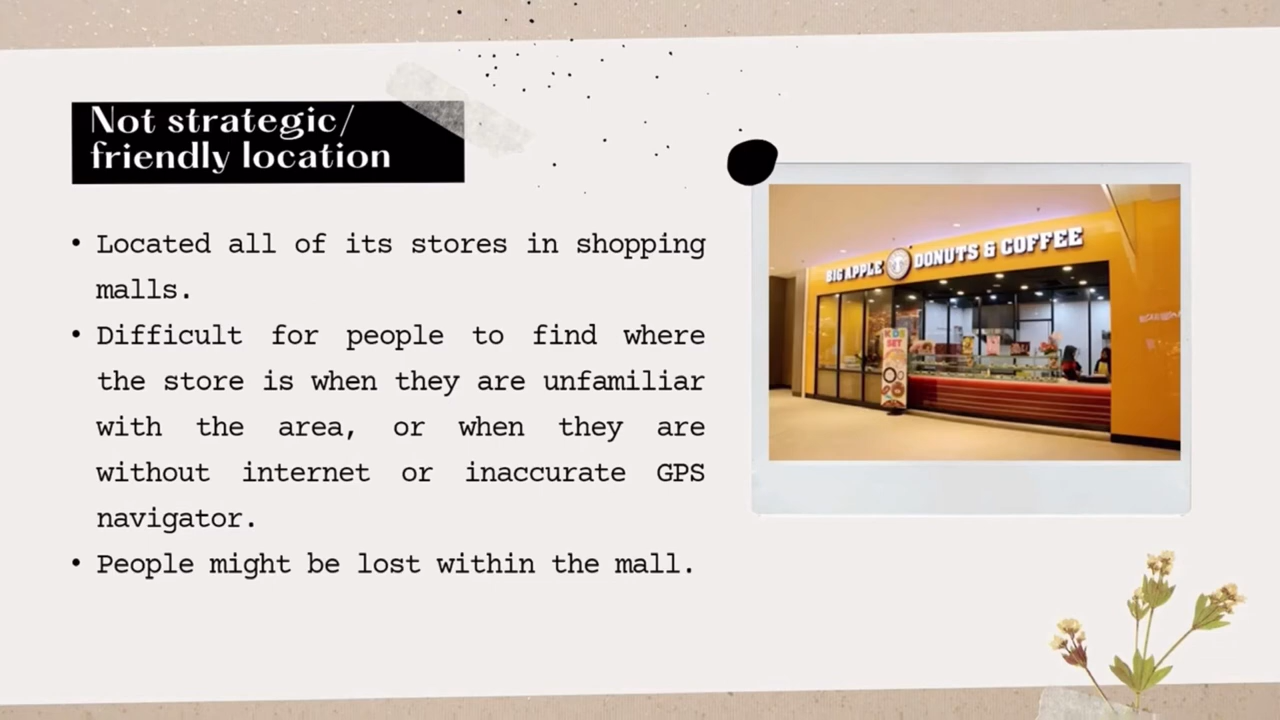 Not strategic/
friendly location
• Located all of its stores in shopping
malls.
• Difficult for people to find where
the store is when they are unfamiliar
with the area, or when they are
without internet or inaccurate GPS
navigator.
• People might be lost within the mall.
BIG APPLE DONUTS & COFFEE
KIDS
SET